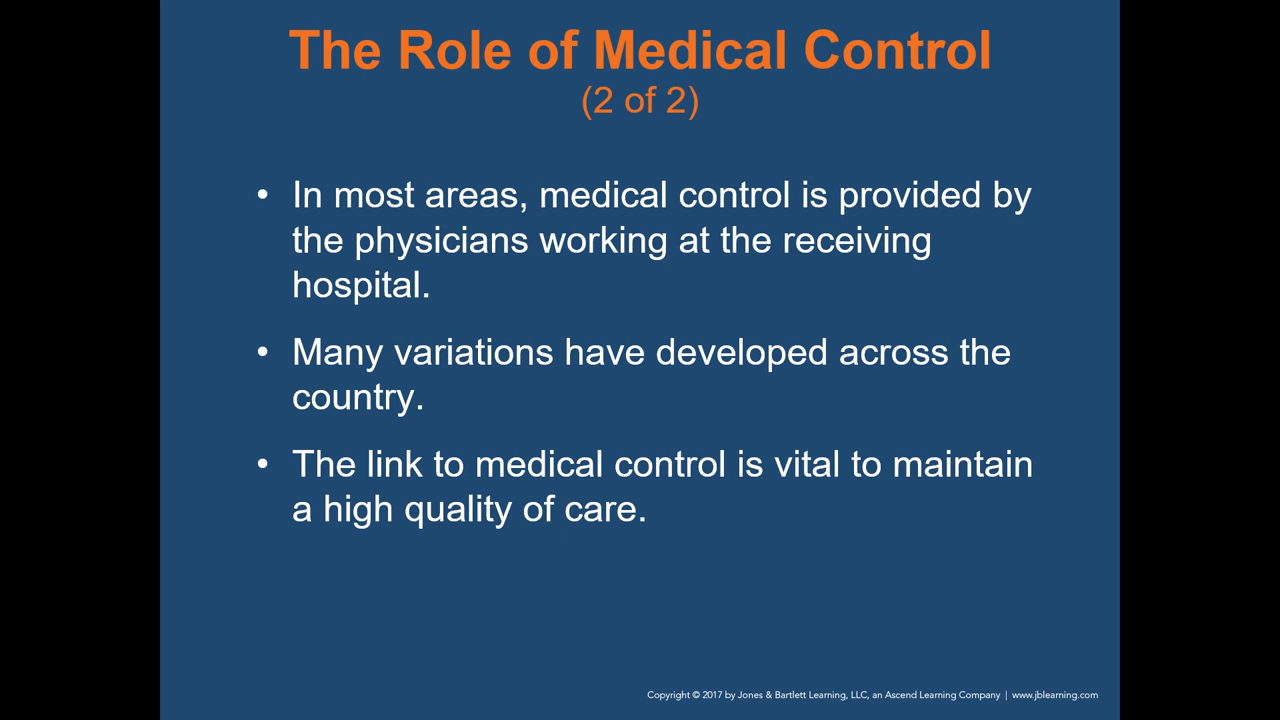 The Role of Medical Control
(2 of 2)
• In most areas, medical control is provided by
the physicians working at the receiving
hospital.
• Many variations have developed across the
country.
• The link to medical control is vital to maintain
a high quality of care.
Copyright © 2017 by Jones & Bartlett Learning, LLC, an Ascend Learning Company | www.jblearning.com